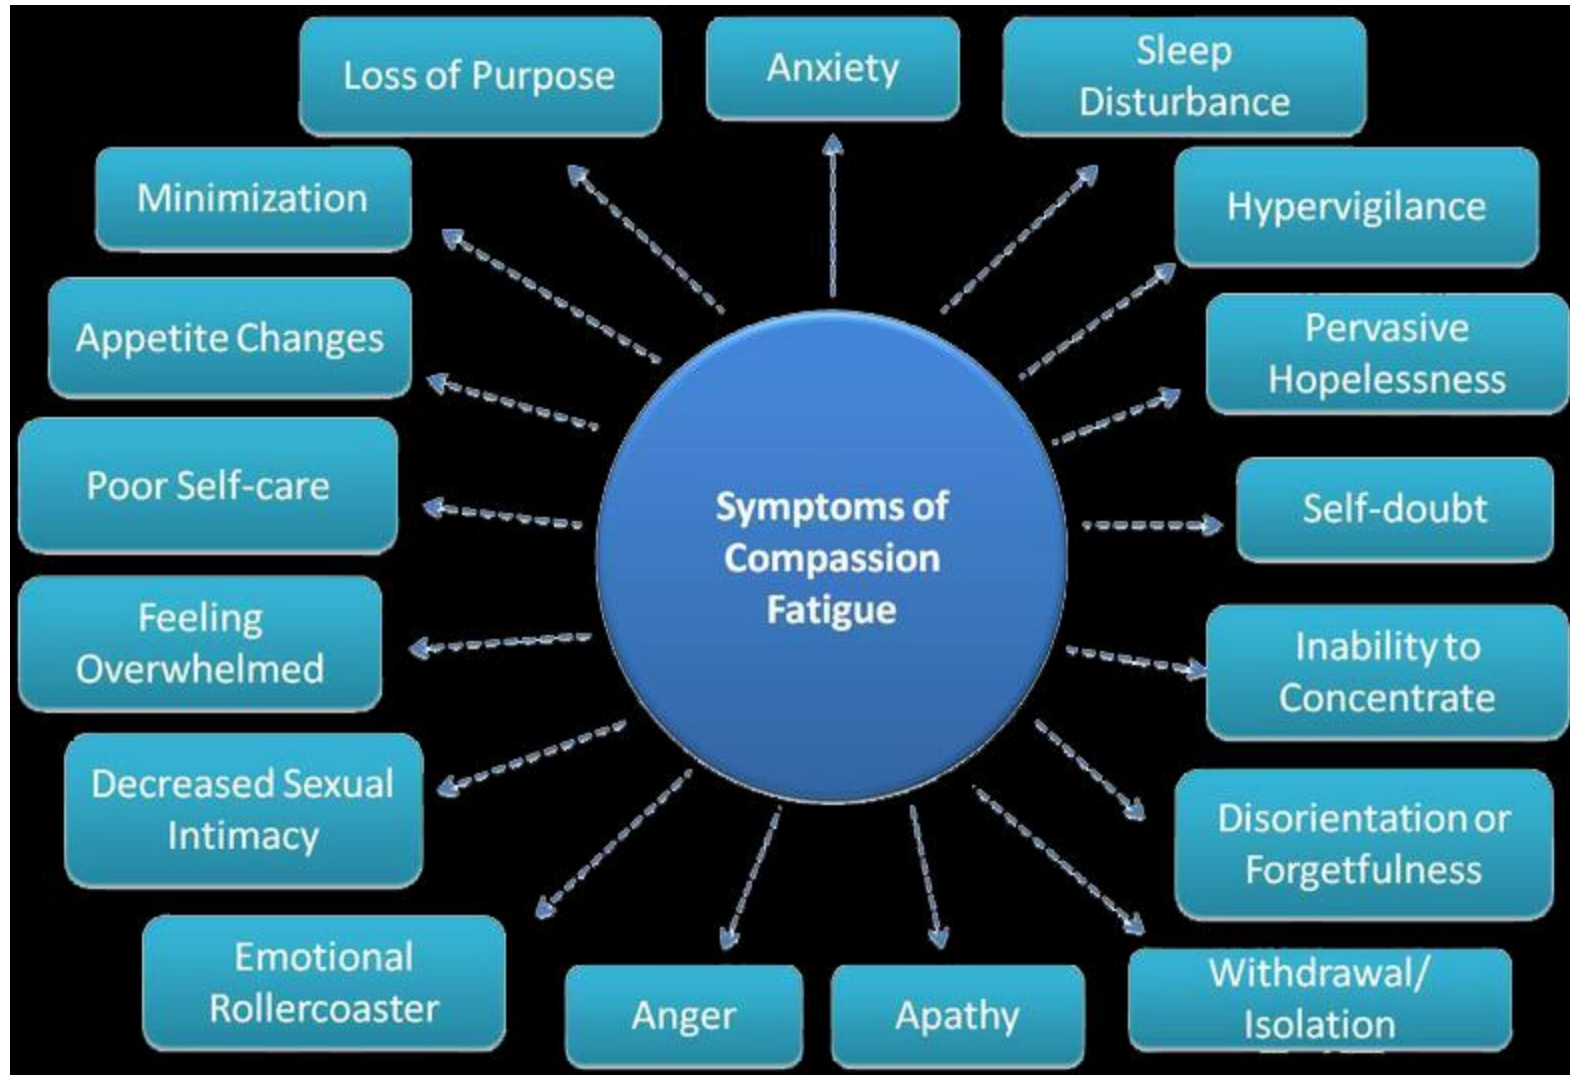 Loss of Purpose
Anxiety
Sleep
Disturbance
Minimization
Hypervigilance
Appetite Changes
Pervasive
Hopelessness
Poor Self-care
Symptoms of
Compassion
Fatigue
Self-doubt
Feeling
Overwhelmed
Inability to
Concentrate
Decreased Sexual
Intimacy
Disorientation or
Forgetfulness
Emotional
Rollercoaster
Anger
Apathy
Withdrawal/
Isolation